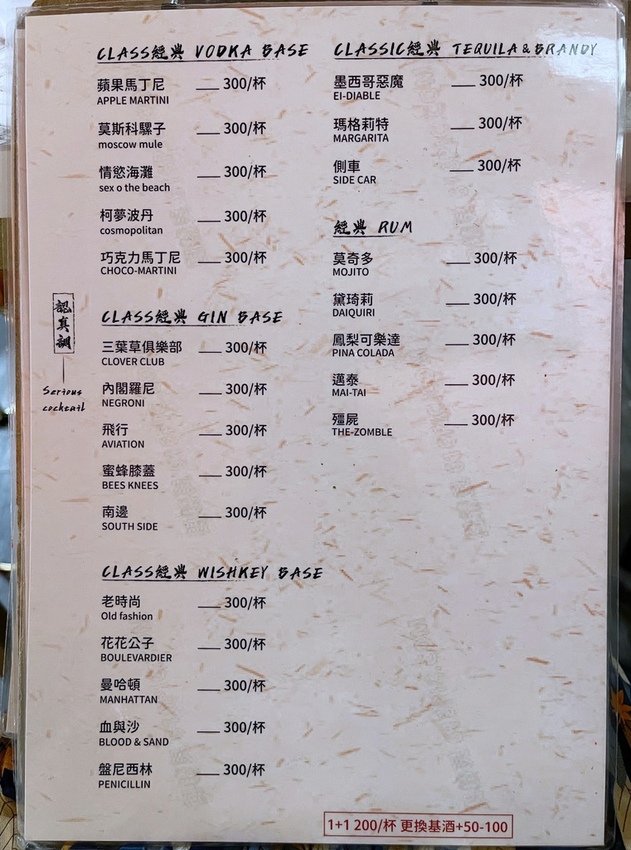 CLASS經典 VODKA BASE
蘋果馬丁尼 300/杯
APPLE MARTINI
莫斯科騾子 300/杯
moscow mule
情慾海灘 300/杯
sex o the beach
柯夢波丹 300/杯
cosmopolitan
巧克力馬丁尼 300/杯
CHOCO-MARTINI
認真調
Serious
cocktail
CLASS經典 GIN BASE
三葉草俱樂部 300/杯
CLOVER CLUB
內閣羅尼 300/杯
NEGRONI
飛行 300/杯
AVIATION
蜜蜂膝蓋 300/杯
BEES KNEES
南邊 300/杯
SOUTH SIDE
CLASS經典 WISHKEY BASE
老時尚 300/杯
Old fashion
花花公子 300/杯
BOULEVARDIER
曼哈頓 300/杯
MANHATTAN
血與沙 300/杯
BLOOD & SAND
盤尼西林 300/杯
PENICILLIN
CLASSIC經典 TEQUILA & BRANDY
墨西哥惡魔 300/杯
EI-DIABLE
瑪格莉特 300/杯
MARGARITA
側車 300/杯
SIDE CAR
經典 RUM
莫奇多 300/杯
MOJITO
黛琦莉 300/杯
DAIQUIRI
鳳梨可樂達 300/杯
PINA COLADA
邁泰 300/杯
MAI-TAI
殭屍 300/杯
THE-ZOMBLE
1+1 200/杯 更換基酒+50-100